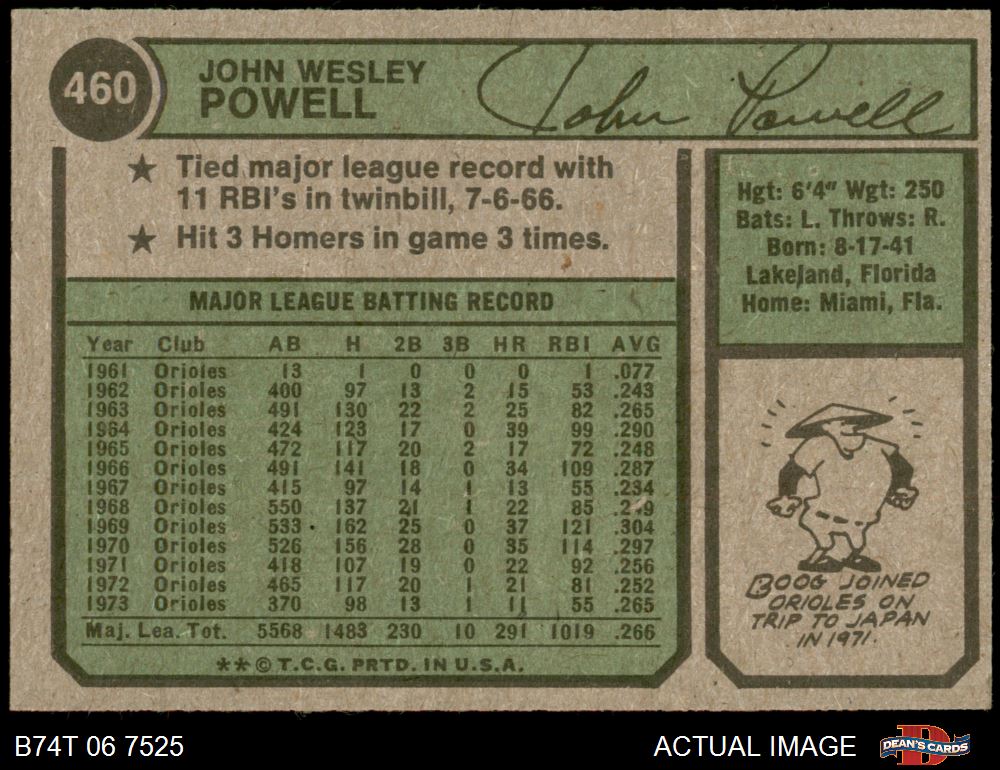 460
JOHN WESLEY
POWELL
John Powell
★ Tied major league record with
11 RBI's in twinbill, 7-6-66.
★ Hit 3 Homers in game 3 times.
Hgt: 6'4" Wgt: 250
Bats: L. Throws: R.
Born: 8-17-41
Lakeland, Florida
Home: Miami, Fla.
MAJOR LEAGUE BATTING RECORD
Year Club AB H 2B 3B HR RBI AVG
1961 Orioles 13 1 0 0 0 1 .077
1962 Orioles 400 97 13 2 15 53 .243
1963 Orioles 491 130 22 2 25 82 .265
1964 Orioles 424 123 17 0 39 99 .290
1965 Orioles 472 117 20 2 17 72 .248
1966 Orioles 491 141 18 0 34 109 .287
1967 Orioles 415 97 14 1 13 55 .234
1968 Orioles 550 137 21 1 22 85 .249
1969 Orioles 533 162 25 0 37 121 .304
1970 Orioles 526 156 28 0 35 114 .297
1971 Orioles 418 107 19 0 22 92 .256
1972 Orioles 465 117 20 1 21 81 .252
1973 Orioles 370 98 13 1 11 55 .265
Maj. Lea. Tot. 5568 1483 230 10 291 1019 .266
**© T.C.G. PRTD. IN U.S.A.
BOOG JOINED
ORIOLES ON
TRIP TO JAPAN
IN 1971.
B74T 06 7525
ACTUAL IMAGE
DEAN'S CARDS